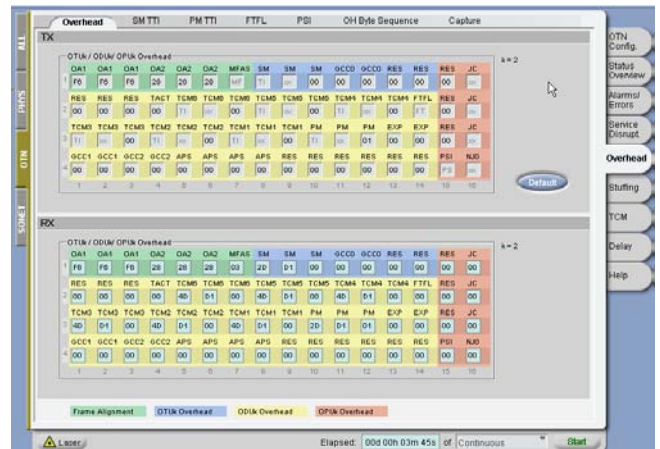 Overhead SM TTI PM TTI FTFL PSI OH Byte Sequence Capture
ALL
PHYS
OTN
SONET
TX
OTUk / ODUk/ OPUk Overhead
k = 2
OA1 OA1 OA1 OA2 OA2 OA2 MFAS SM SM SM GCC0 GCC0 RES RES RES JC
1 F6 F6 F6 28 28 28 MF TI xx 00 00 00 00 00 00 xx
RES RES RES TACT TCM6 TCM6 TCM6 TCM5 TCM5 TCM5 TCM4 TCM4 TCM4 FTFL RES JC
TCM3 TCM3 TCM3 TCM2 TCM2 TCM2 TCM1 TCM1 TCM1 PM PM PM EXP EXP RES JC
GCC1 GCC1 GCC2 GCC2 APS APS APS APS RES RES RES RES RES RES PSI NJO
4 00 00 00 00 00 00 00 00 00 00 00 00 00 00 PS 00
1 2 3 4 5 6 7 8 9 10 11 12 13 14 15 16
Default
RX
OTUk / ODUk/ OPUk Overhead
k = 2
OA1 OA1 OA1 OA2 OA2 OA2 MFAS SM SM SM GCC0 GCC0 RES RES RES JC
1 F6 F6 F6 28 28 28 03 2D D1 00 00 00 00 00 00 00
RES RES RES TACT TCM6 TCM6 TCM6 TCM5 TCM5 TCM5 TCM4 TCM4 TCM4 FTFL RES JC
2 00 00 00 00 4D D1 00 4D D1 00 4D D1 00 00 00 00
TCM3 TCM3 TCM3 TCM2 TCM2 TCM2 TCM1 TCM1 TCM1 PM PM PM EXP EXP RES JC
3 4D D1 00 4D D1 00 4D D1 00 2D D1 01 00 00 00 00
GCC1 GCC1 GCC2 GCC2 APS APS APS APS RES RES RES RES RES RES PSI NJO
4 00 00 00 00 00 00 00 00 00 00 00 00 00 00 00 00
1 2 3 4 5 6 7 8 9 10 11 12 13 14 15 16
Frame Alignment OTUk Overhead ODUk Overhead OPUk Overhead
OTN
Config.
Status
Overview
Alarms/
Errors
Service
Disrupt.
Overhead
Stuffing
TCM
Delay
Help
Laser Elapsed: 00d 00h 03m 45s of Continuous Start